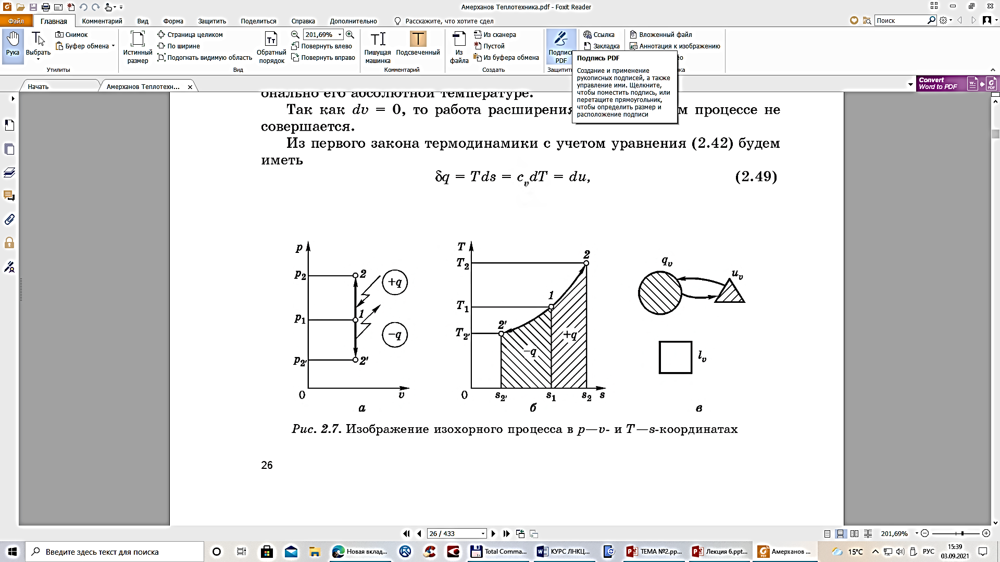 Амерханов Теплотехника.pdf - Foxit Reader
Файл Главная Комментарий Вид Форма Защитить Поделиться Справка Дополнительно Расскажите, что хотите сдел Поиск
Рука
Выбрать
Снимок
Буфер обмена
Утилиты
Истинный размер
Страница целиком
По ширине
Подогнать видимую область
Обратный порядок
201,69%
Повернуть влево
Повернуть вправо
Вид
Пишущая машинка
Подсвеченный
Комментарий
Из файла
Из сканера
Пустой
Из буфера обмена
Создать
Подпись PDF
Защитить
Ссылка
Закладка
Вложенный файл
Аннотация к изображению
Подпись PDF
Создание и применение
рукописных подписей, а также
управление ими. Щелкните,
чтобы поместить подпись, или
перетащите прямоугольник,
чтобы определить размер и
расположение подписи
Начать
Амерханов Теплотехн...
Convert
Word to PDF
онально его абсолютной температуре.
Так как dv = 0, то работа расширения м процессе не
совершается.
Из первого закона термодинамики с учетом уравнения (2.42) будем
иметь
δq = Tds = c_v dT = du, (2.49)
p
p2
2
+q
p1
1
−q
p2'
2'
0
v
а
T
T2
2
T1
1
T2'
2'
+q
−q
0
s2'
s1
s2
s
б
q_v
u_v
l_v
в
Рис. 2.7. Изображение изохорного процесса в p—v- и T—s-координатах
26
26 / 433
201,69%
Введите здесь текст для поиска
Новая вклад...
Total Comma...
КУРС ЛНКЦ...
ТЕМА №2.pp...
Лекция 6.ppt...
Амерханов ...
15°C
РУС
15:39
03.09.2021